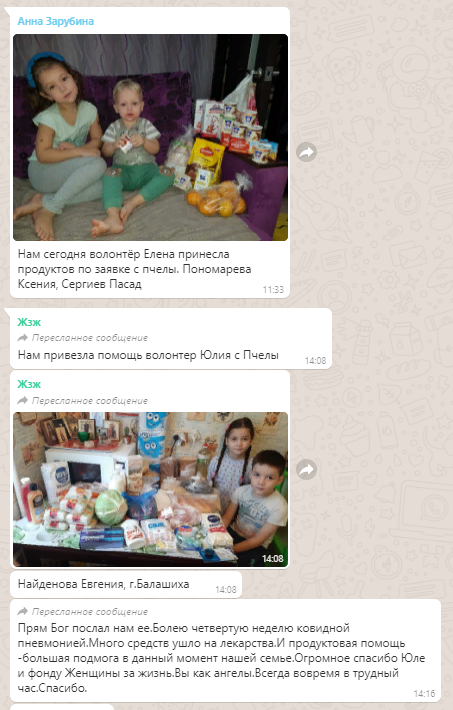 Анна Зарубина
Нам сегодня волонтёр Елена принесла
продуктов по заявке с пчелы. Пономарева
Ксения, Сергиев Пасад
11:33
Жзж
Пересланное сообщение
Нам привезла помощь волонтер Юлия с Пчелы
14:08
Жзж
Пересланное сообщение
14:08
Найденова Евгения, г.Балашиха
14:08
Пересланное сообщение
Прям Бог послал нам ее.Болею четвертую неделю ковидной
пневмонией.Много средств ушло на лекарства.И продуктовая помощь
-большая подмога в данный момент нашей семье.Огромное спасибо Юле
и фонду Женщины за жизнь.Вы как ангелы.Всегда вовремя в трудный
час.Спасибо.
14:16